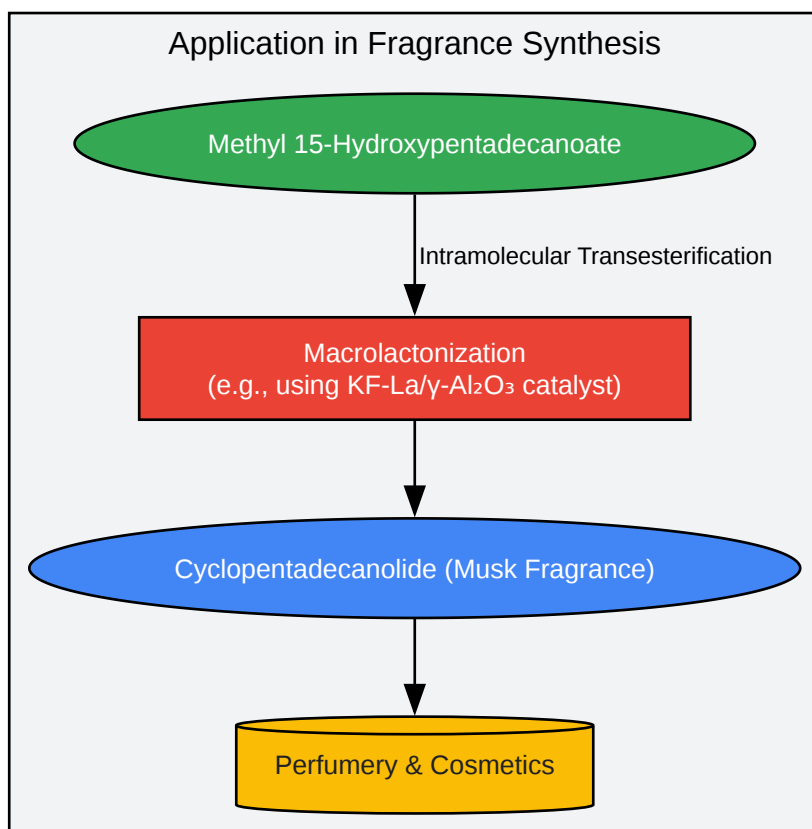 Application in Fragrance Synthesis
Methyl 15-Hydroxypentadecanoate
Intramolecular Transesterification
Macrolactonization
(e.g., using KF-La/γ-Al₂O₃ catalyst)
Cyclopentadecanolide (Musk Fragrance)
Perfumery & Cosmetics